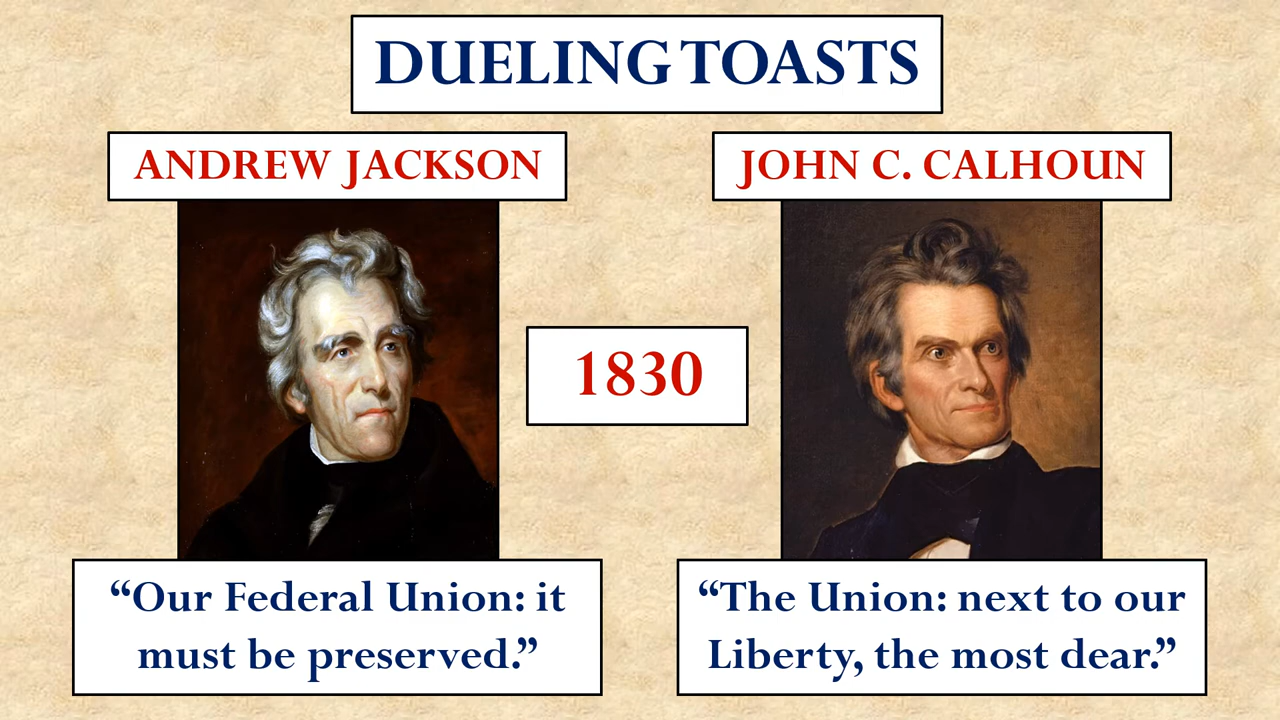 DUELING TOASTS
ANDREW JACKSON
JOHN C. CALHOUN
1830
“Our Federal Union: it
must be preserved.”
“The Union: next to our
Liberty, the most dear.”